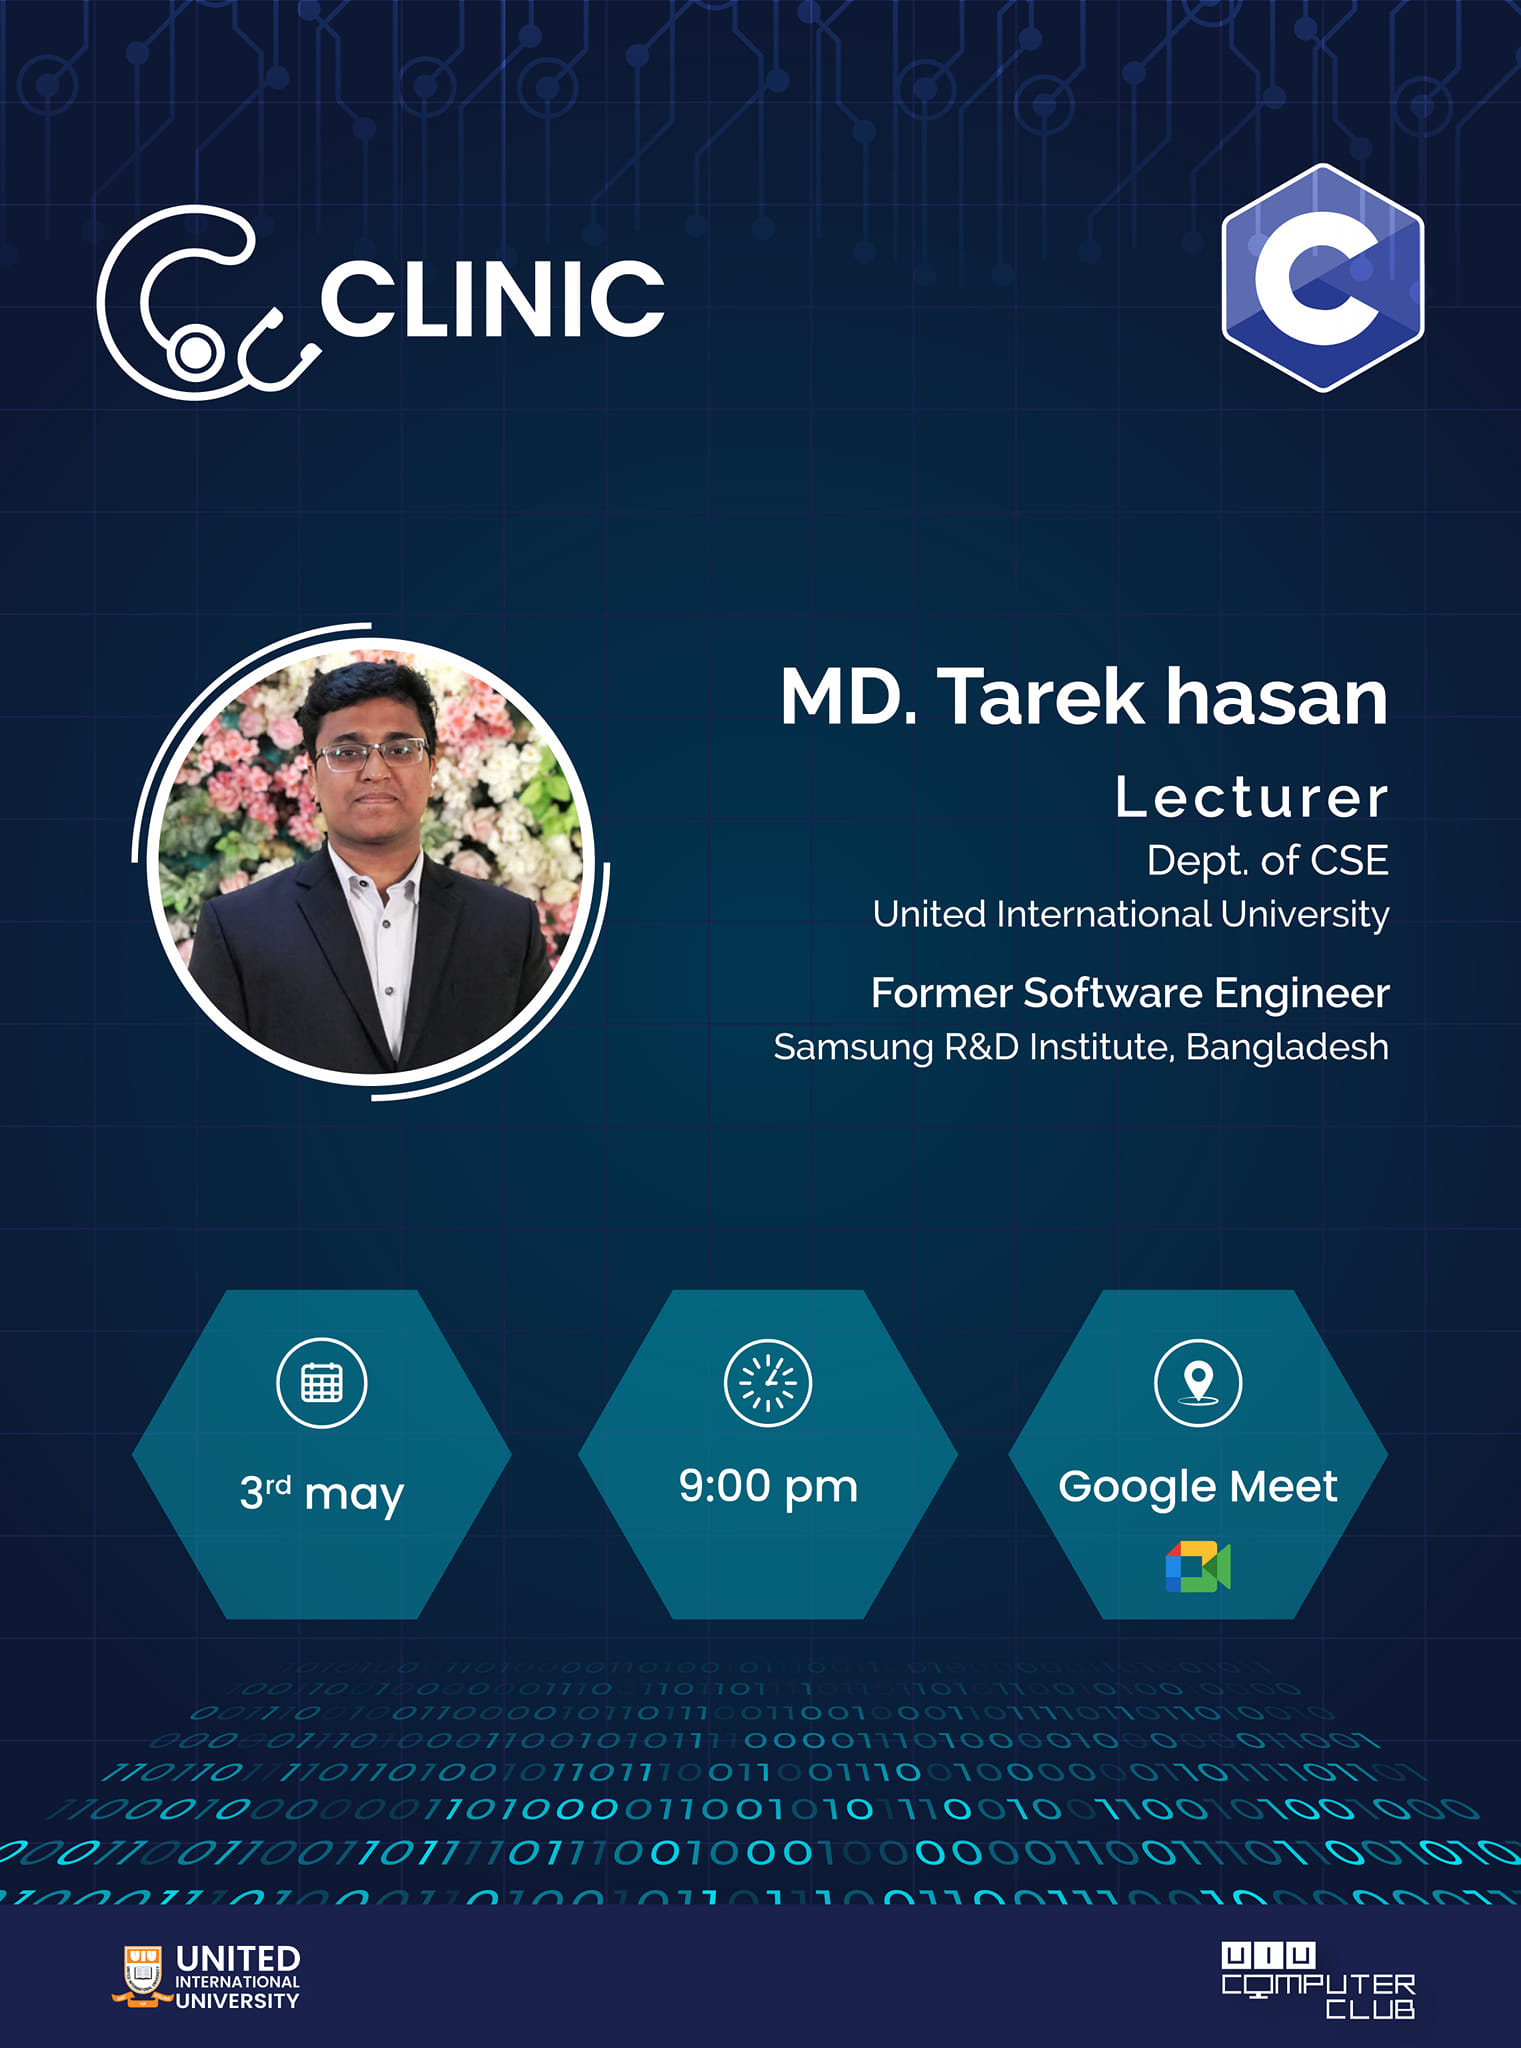 CLINIC
C
MD. Tarek hasan
Lecturer
Dept. of CSE
United International University
Former Software Engineer
Samsung R&D Institute, Bangladesh
3rd may
9:00 pm
Google Meet
UIU
UNITED
INTERNATIONAL
UNIVERSITY
UIU
COMPUTER
CLUB